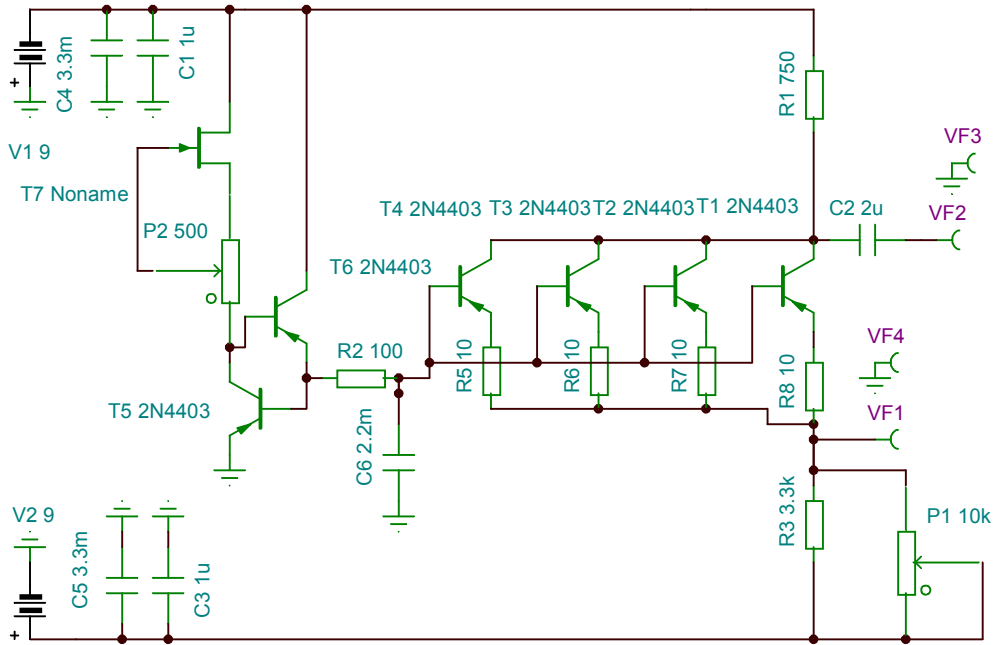 C4 3.3m
C1 1u
R1 750
V1 9
T7 Noname
P2 500
VF3
T4 2N4403
T3 2N4403
T2 2N4403
T1 2N4403
C2 2u
VF2
T6 2N4403
R2 100
R5 10
R6 10
R7 10
R8 10
VF4
T5 2N4403
C6 2.2m
VF1
V2 9
C5 3.3m
C3 1u
R3 3.3k
P1 10k
+
+